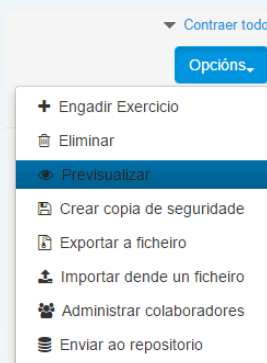 Contraer todo
Opcións
Engadir Exercicio
Eliminar
Previsualizar
Crear copia de seguridade
Exportar a ficheiro
Importar dende un ficheiro
Administrar colaboradores
Enviar ao repositorio